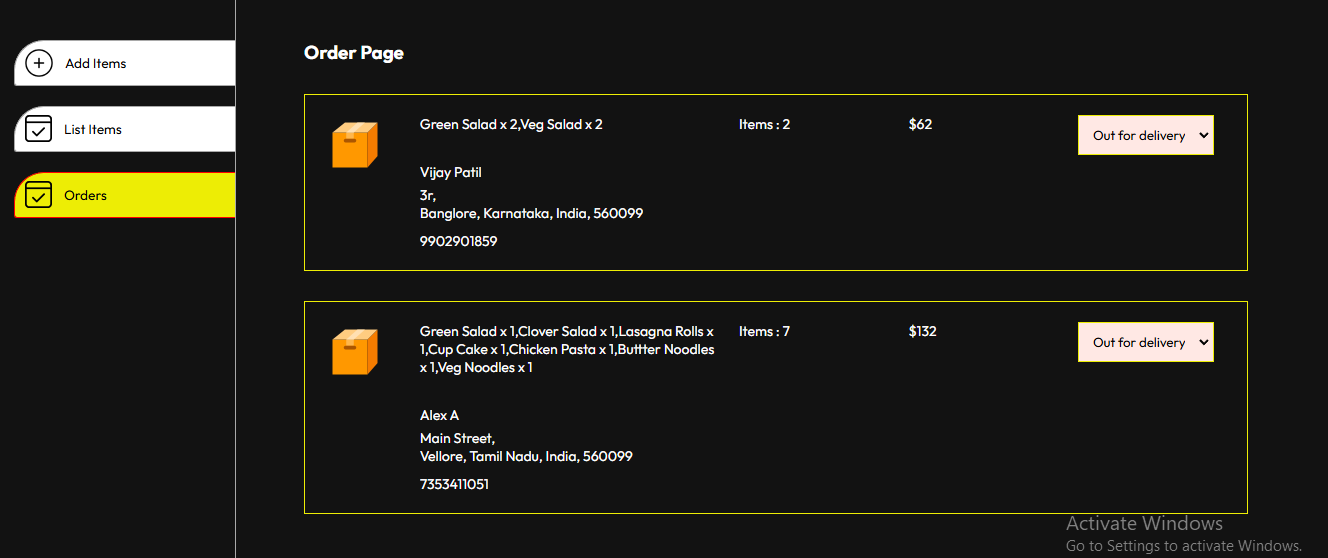 Add Items
List Items
Orders
Order Page
Green Salad x 2,Veg Salad x 2
Items : 2
$62
Out for delivery
Vijay Patil
3r,
Banglore, Karnataka, India, 560099
9902901859
Green Salad x 1,Clover Salad x 1,Lasagna Rolls x
1,Cup Cake x 1,Chicken Pasta x 1,Buttter Noodles
x 1,Veg Noodles x 1
Items : 7
$132
Out for delivery
Alex A
Main Street,
Vellore, Tamil Nadu, India, 560099
7353411051
Activate Windows
Go to Settings to activate Windows.